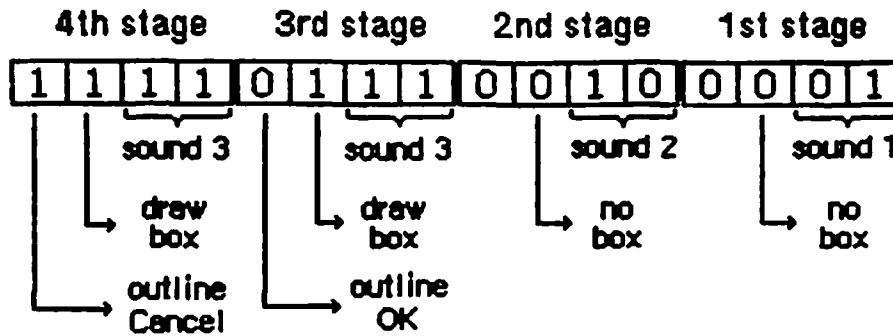 4th stage 3rd stage 2nd stage 1st stage
1 1 1 1 0 1 1 1 0 0 1 0 0 0 0 1
sound 3 sound 3 sound 2 sound 1
draw box draw box no box no box
outline Cancel outline OK